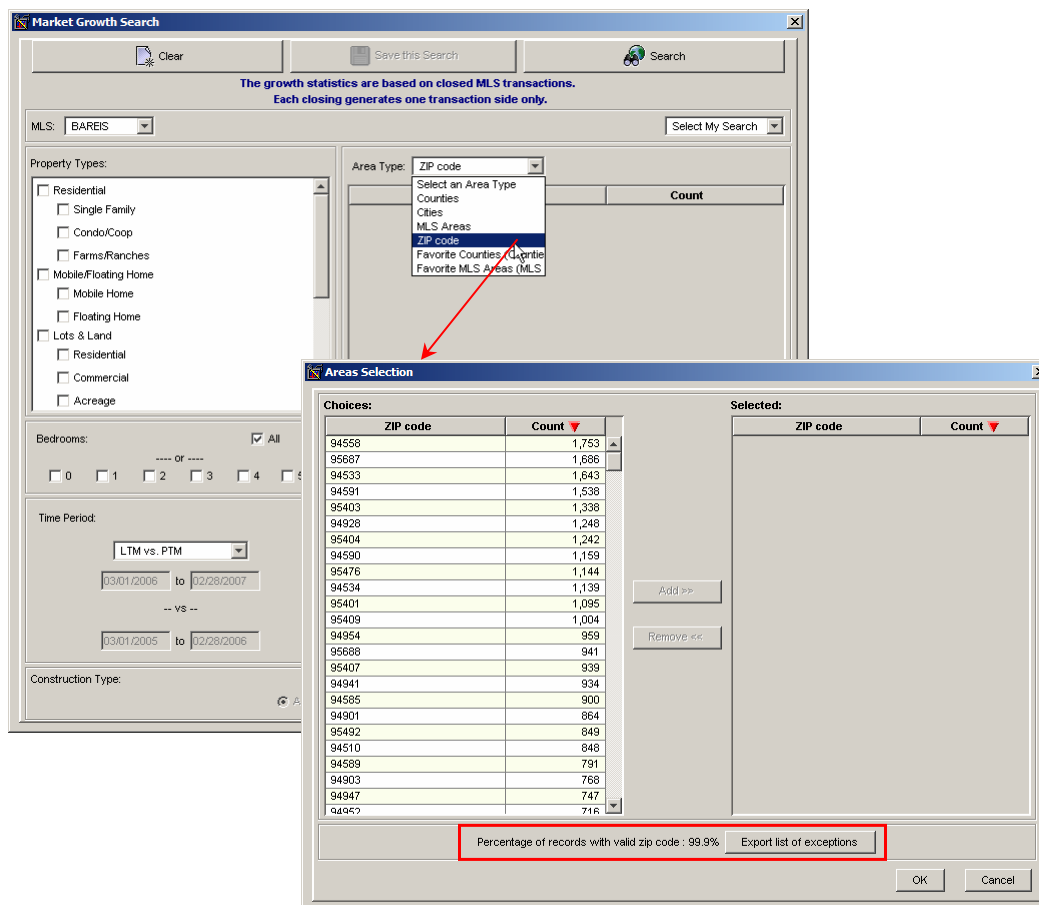 Market Growth Search
Clear
Save this Search
Search
The growth statistics are based on closed MLS transactions.
Each closing generates one transaction side only.
MLS: BAREIS
Select My Search
Property Types:
Residential
Single Family
Condo/Coop
Farms/Ranches
Mobile/Floating Home
Mobile Home
Floating Home
Lots & Land
Residential
Commercial
Acreage
Area Type: ZIP code
Count
Select an Area Type
Counties
Cities
MLS Areas
ZIP code
Favorite Counties
Favorite MLS Areas (MLS
Bedrooms: All
---- or ----
0 1 2 3 4 5
Time Period:
LTM vs. PTM
03/01/2006 to 02/28/2007
-- vs --
03/01/2005 to 02/28/2006
Construction Type:
A
Areas Selection
Choices:
ZIP code Count
94558 1,753
95687 1,686
94533 1,643
94591 1,538
95403 1,338
94928 1,248
95404 1,242
94590 1,159
95476 1,144
94534 1,139
95401 1,095
95409 1,004
94954 959
95688 941
95407 939
94941 934
94585 900
94901 864
95492 849
94510 848
94589 791
94903 768
94947 747
94952 716
Add >>
Remove <<
Selected:
ZIP code Count
Percentage of records with valid zip code : 99.9% Export list of exceptions
OK Cancel